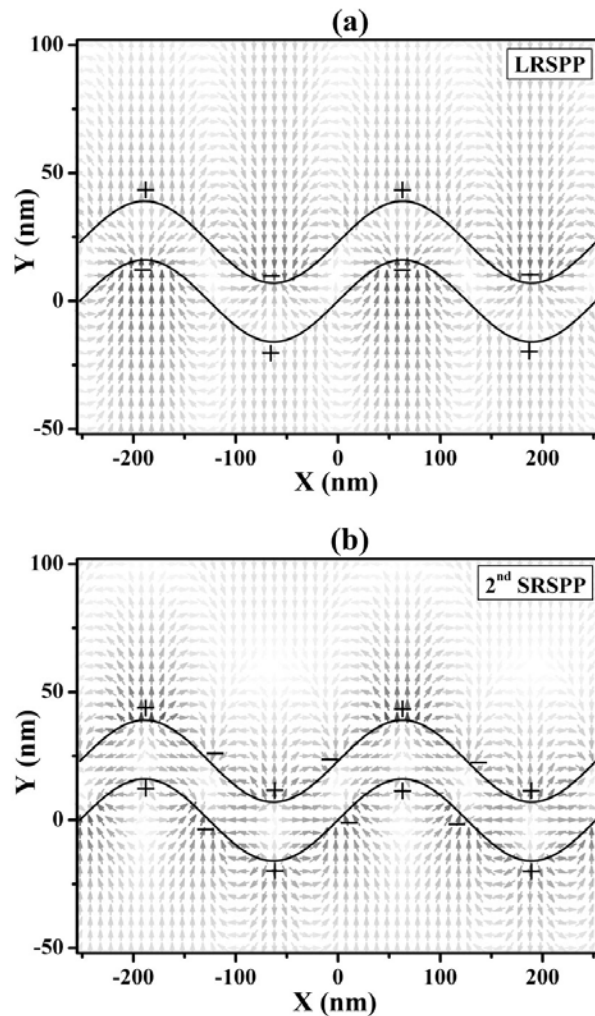 (a)
LRSPP
100
50
0
-50
Y (nm)
+ +
− − − −
+ +
-200 -100 0 100 200
X (nm)
(b)
2nd SRSPP
100
50
0
-50
Y (nm)
+ +
− − −
+ + + +
− − −
+ +
-200 -100 0 100 200
X (nm)